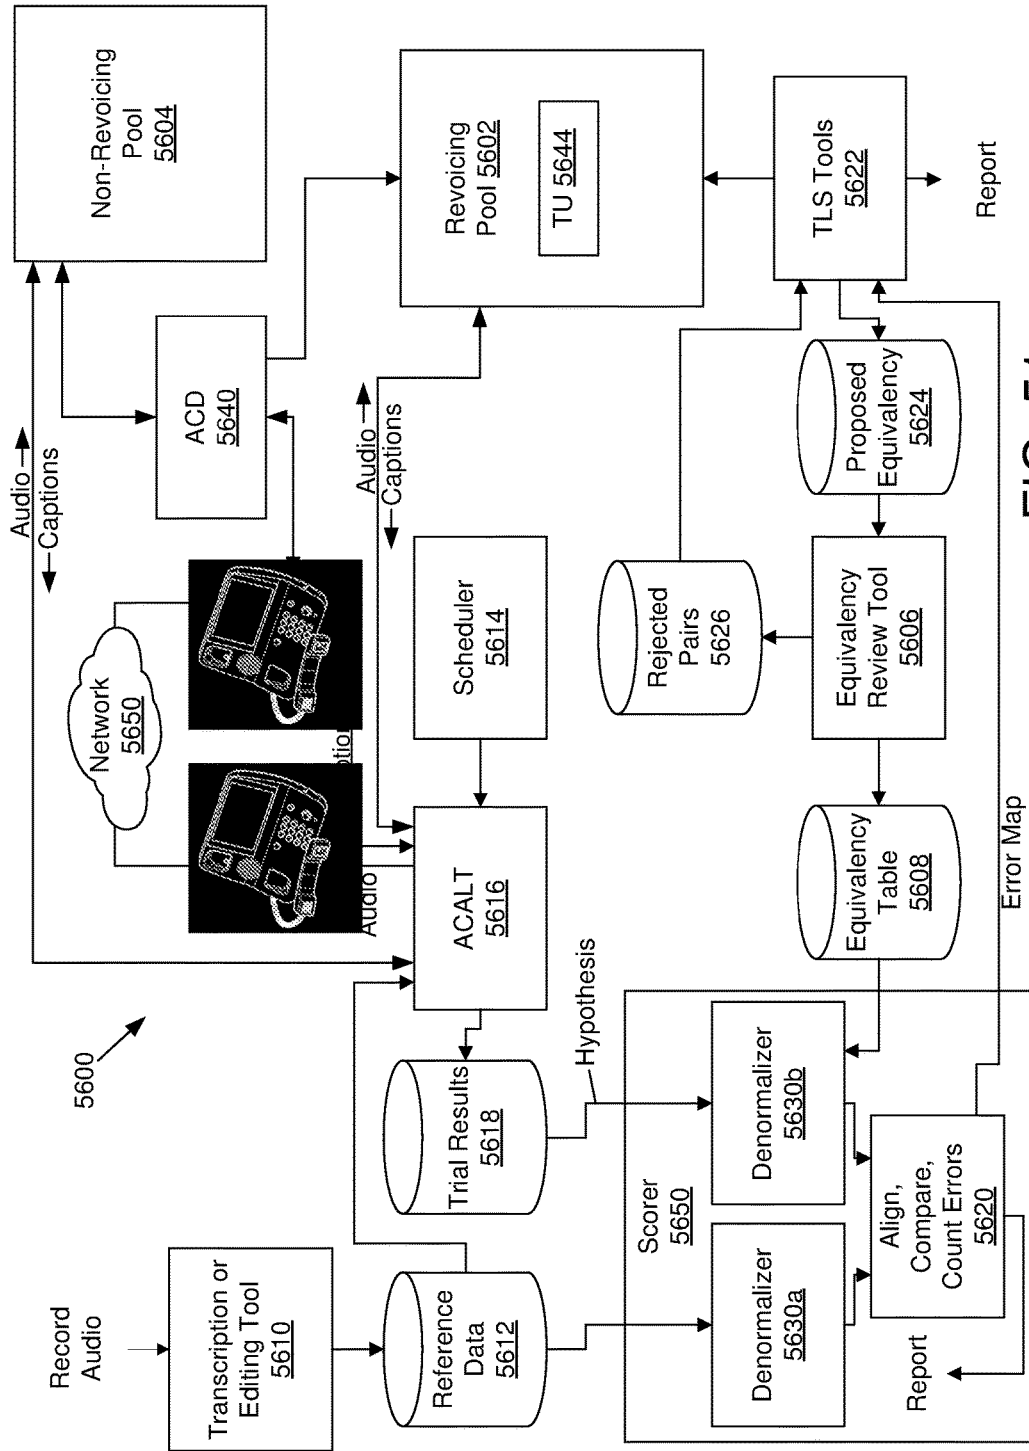 Record
Audio
Transcription or
Editing Tool
5610
Reference
Data
5612
5600
Trial Results
5618
Audio
Captions
Network
5650
Non-Revoicing
Pool
5604
ACD
5640
Audio
ACALT
5616
Scheduler
5614
Audio
Captions
Revoicing
Pool 5602
TU 5644
Hypothesis
Scorer
5650
Denormalizer
5630a
Denormalizer
5630b
Align,
Compare,
Count Errors
5620
Report
Equivalency
Table
5608
Equivalency
Review Tool
5606
Rejected
Pairs
5626
Proposed
Equivalency
5624
TLS Tools
5622
Report
Error Map